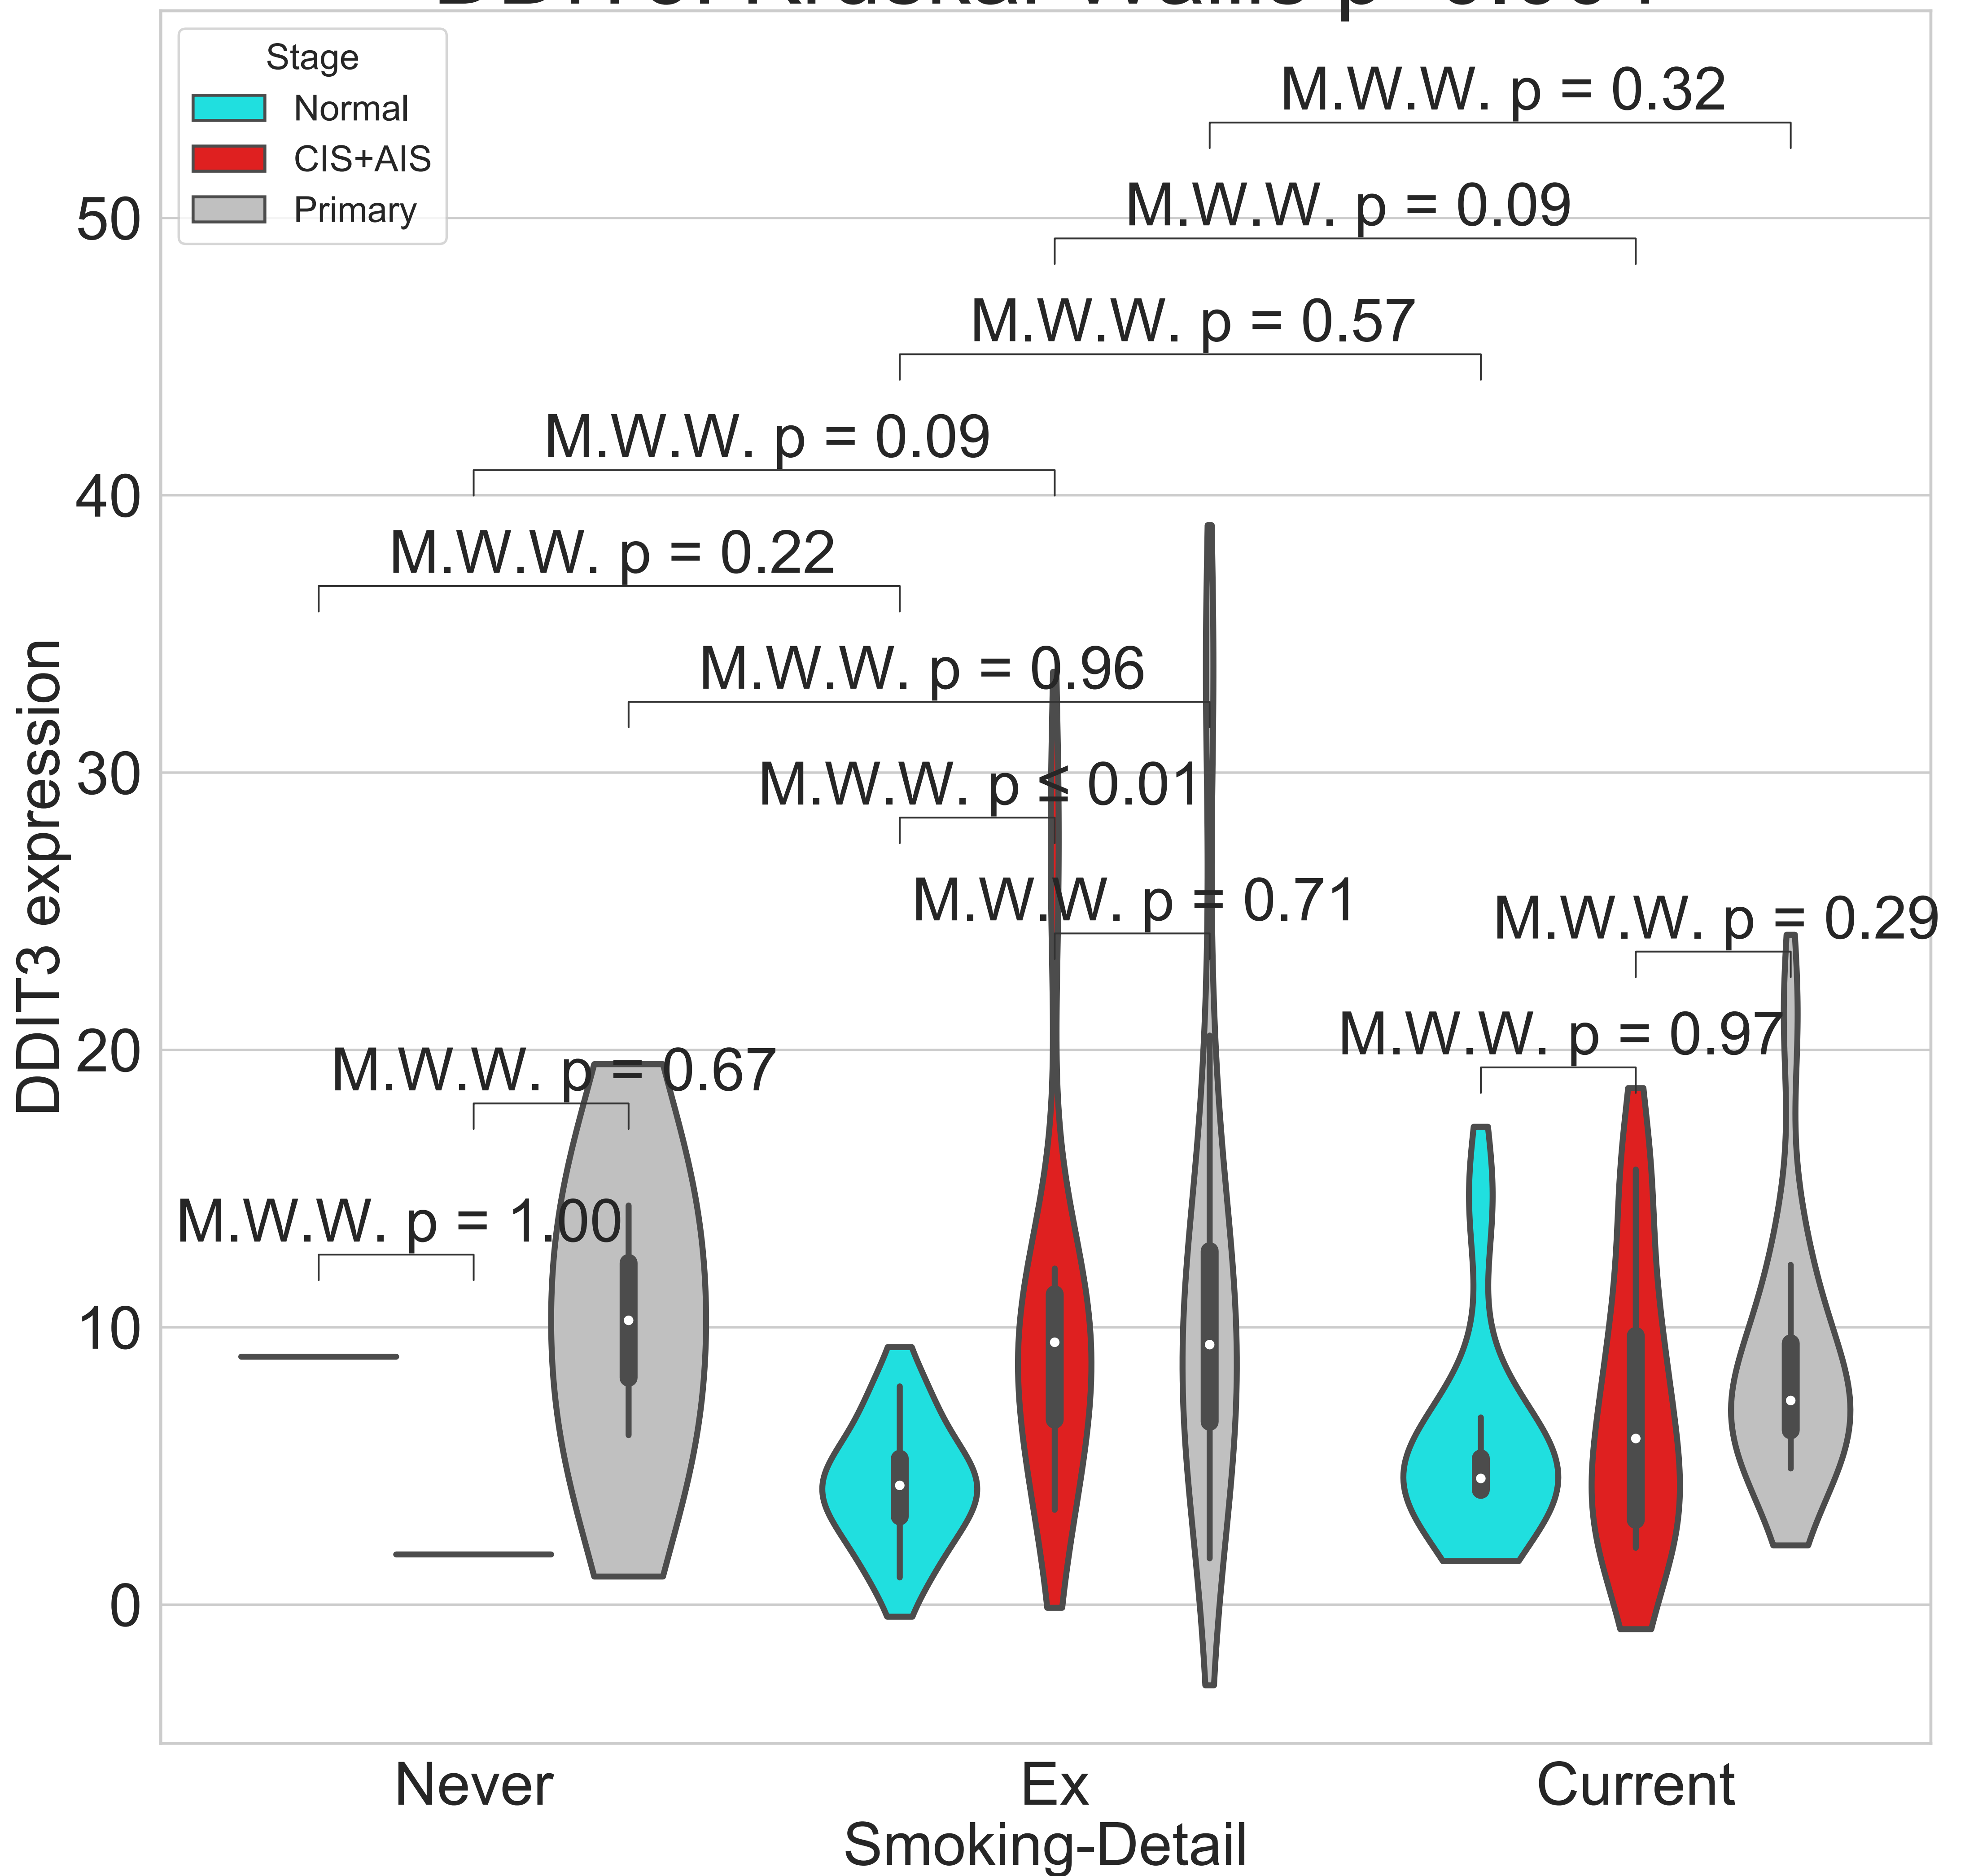 Stage
Normal
CIS+AIS
Primary
M.W.W. p = 0.32
M.W.W. p = 0.09
M.W.W. p = 0.57
M.W.W. p = 0.09
M.W.W. p = 0.22
M.W.W. p = 0.96
M.W.W. p ≤ 0.01
M.W.W. p = 0.71
M.W.W. p = 0.29
M.W.W. p = 0.97
M.W.W. p = 0.67
M.W.W. p = 1.00
50
40
30
20
10
0
DDIT3 expression
Never
Ex
Current
Smoking-Detail